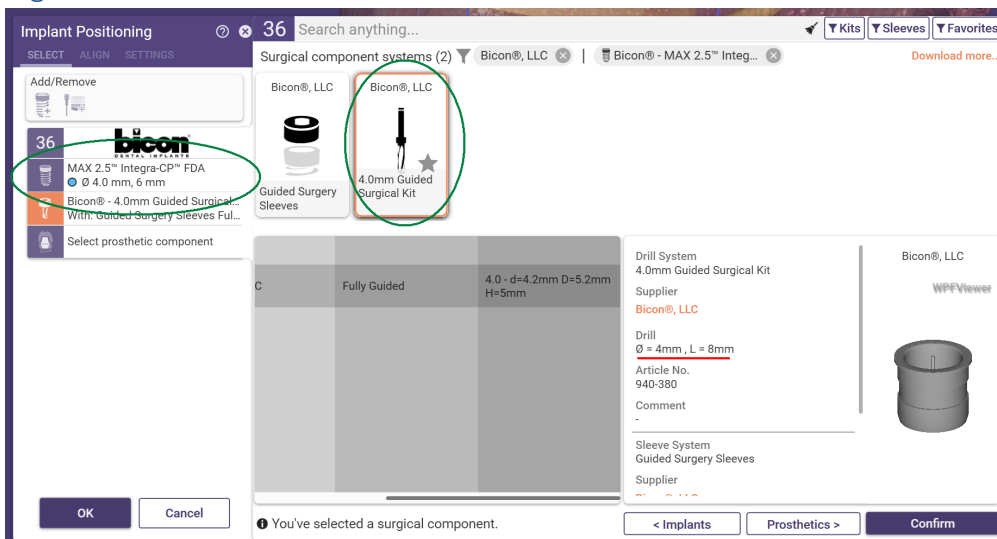 Implant Positioning
SELECT ALIGN SETTINGS
Add/Remove
36
bicon
DENTAL IMPLANTS
MAX 2.5™ Integra-CP™ FDA
Ø 4.0 mm, 6 mm
Bicon® - 4.0mm Guided Surgical...
With: Guided Surgery Sleeves Ful...
Select prosthetic component
OK Cancel
36 Search anything...
Kits Sleeves Favorites
Surgical component systems (2) Bicon®, LLC | Bicon® - MAX 2.5™ Integ... Download more...
Bicon®, LLC
Guided Surgery
Sleeves
Bicon®, LLC
4.0mm Guided
Surgical Kit
C Fully Guided 4.0 - d=4.2mm D=5.2mm
H=5mm
Drill System
4.0mm Guided Surgical Kit
Supplier
Bicon®, LLC
Drill
Ø = 4mm , L = 8mm
Article No.
940-380
Comment
-
Sleeve System
Guided Surgery Sleeves
Supplier
Bicon®, LLC
WPFViewer
You've selected a surgical component.
< Implants Prosthetics > Confirm